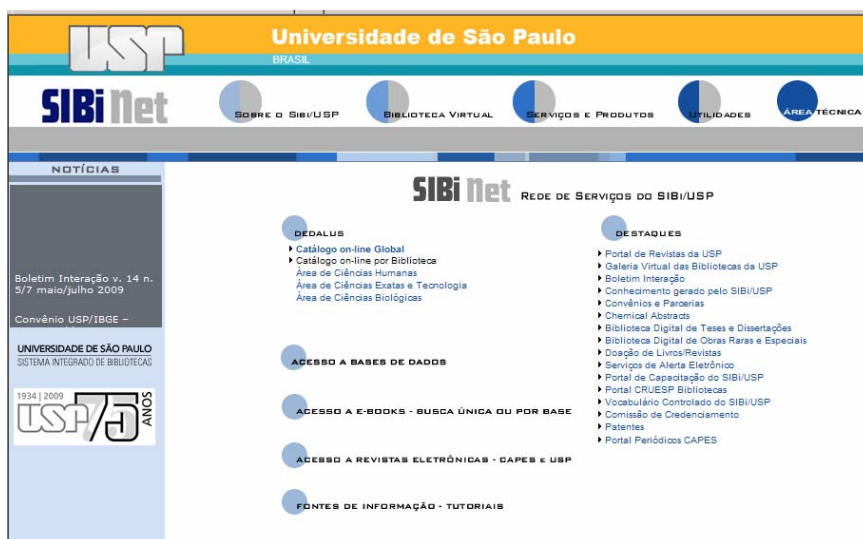 USP
Universidade de São Paulo
BRASIL
SIBi Net
SOBRE O SIBI/USP
BIBLIOTECA VIRTUAL
SERVIÇOS E PRODUTOS
UTILIDADES
ÁREA TÉCNICA
NOTÍCIAS
Boletim Interação v. 14 n.
5/7 maio/julho 2009
Convênio USP/IBGE –
UNIVERSIDADE DE SÃO PAULO
SISTEMA INTEGRADO DE BIBLIOTECAS
1934 | 2009
USP 75 ANOS
SIBi Net REDE DE SERVIÇOS DO SIBI/USP
DEDALUS
Catálogo on-line Global
Catálogo on-line por Biblioteca
Área de Ciências Humanas
Área de Ciências Exatas e Tecnologia
Área de Ciências Biológicas
ACESSO A BASES DE DADOS
ACESSO A E-BOOKS - BUSCA ÚNICA OU POR BASE
ACESSO A REVISTAS ELETRÔNICAS - CAPES E USP
FONTES DE INFORMAÇÃO - TUTORIAIS
DESTAQUES
Portal de Revistas da USP
Galeria Virtual das Bibliotecas da USP
Boletim Interação
Conhecimento gerado pelo SIBi/USP
Convênios e Parcerias
Chemical Abstracts
Biblioteca Digital de Teses e Dissertações
Biblioteca Digital de Obras Raras e Especiais
Doação de Livros/Revistas
Serviços de Alerta Eletrônico
Portal de Capacitação do SIBi/USP
Portal CRUESP Bibliotecas
Vocabulário Controlado do SIBi/USP
Comissão de Credenciamento
Patentes
Portal Periódicos CAPES